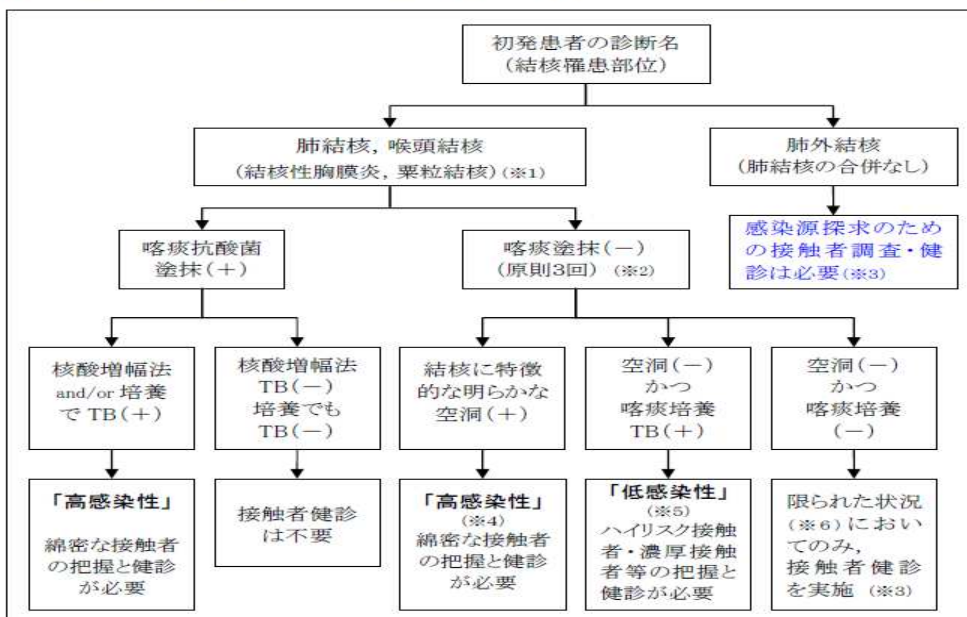 初発患者の診断名
(結核罹患部位)
肺結核,喉頭結核
(結核性胸膜炎,粟粒結核)(※1)
肺外結核
(肺結核の合併なし)
喀痰抗酸菌
塗抹(+)
喀痰塗抹(-)
(原則3回) (※2)
感染源探求のため
の接触者調査・健
診は必要(※3)
核酸増幅法
and/or 培養
で TB(+)
核酸増幅法
TB(-)
培養でも
TB(-)
結核に特徴
的な明らかな
空洞(+)
空洞(-)
かつ
喀痰培養
TB(+)
空洞(-)
かつ
喀痰培養
(-)
「高感染性」
綿密な接触者
の把握と健診
が必要
接触者健診
は不要
「高感染性」
(※4)
綿密な接触者
の把握と健診
が必要
「低感染性」
(※5)
ハイリスク接触
者・濃厚接触
者等の把握と
健診が必要
限られた状況
(※6)において
てのみ,
接触者健診
を実施 (※3)